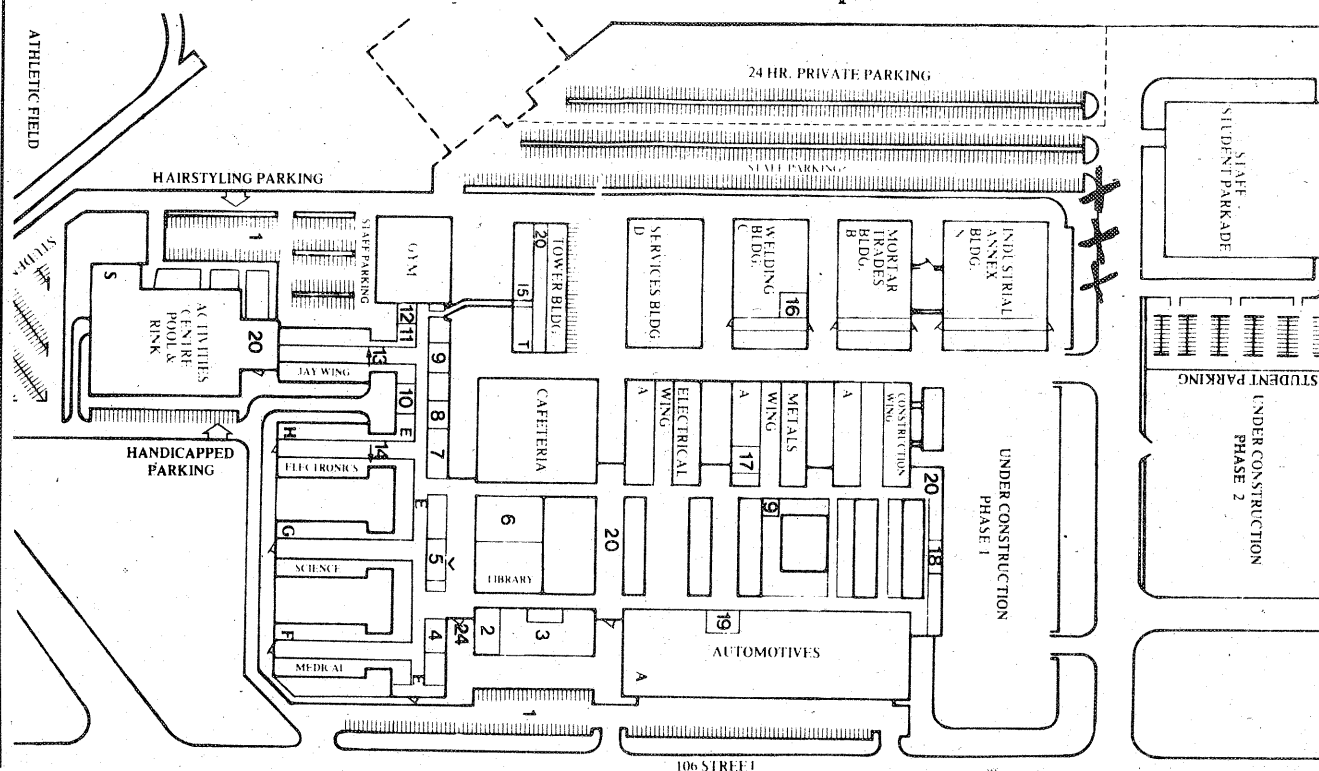 ATHLETIC FIELD
24 HR. PRIVATE PARKING
STAFF PARKING
STAFF -
STUDENT PARKADE
HAIRSTYLING PARKING
1
STAFF PARKING
GYM
20
TOWER BLDG.
15
T
SERVICES BLDG
D
WELDING
BLDG.
C
16
MORTAR
TRADES
BLDG.
B
INDUSTRIAL
ANNEX
BLDG.
N
S
ACTIVITIES
CENTRE
POOL &
RINK
20
12
11
13
JAY WING
10
E
9
8
7
CAFETERIA
A
ELECTRICAL
WING
A
17
METALS
WING
A
CONSTRUCTION
WING
20
UNDER CONSTRUCTION
PHASE 1
STUDENT PARKING
UNDER CONSTRUCTION
PHASE 2
HANDICAPPED
PARKING
H
14
ELECTRONICS
G
SCIENCE
F
MEDICAL
E
5
6
LIBRARY
20
9
18
4
24
2
3
19
AUTOMOTIVES
A
E
1
106 STREET